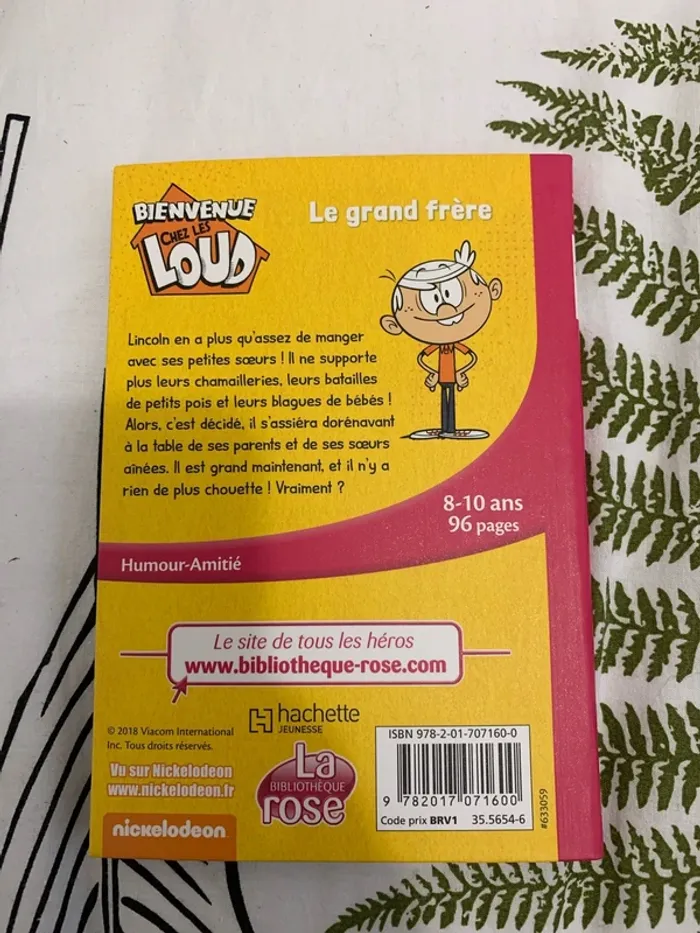 BIENVENUE
CHEZ LES
LOUD
Le grand frère
Lincoln en a plus qu'assez de manger
avec ses petites sœurs ! Il ne supporte
plus leurs chamailleries, leurs batailles
de petits pois et leurs blagues de bébés !
Alors, c'est décidé, il s'assiéra dorénavant
à la table de ses parents et de ses sœurs
aînées. Il est grand maintenant, et il n'y a
rien de plus chouette ! Vraiment ?
8-10 ans
96 pages
Humour-Amitié
Le site de tous les héros
www.bibliotheque-rose.com
hachette
JEUNESSE
© 2018 Viacom International
Inc. Tous droits réservés.
Vu sur Nickelodeon
www.nickelodeon.fr
nickelodeon
La
BIBLIOTHÈQUE
rose
ISBN 978-2-01-707160-0
9 782017 071600
Code prix BRV1 35.5654-6
#633059